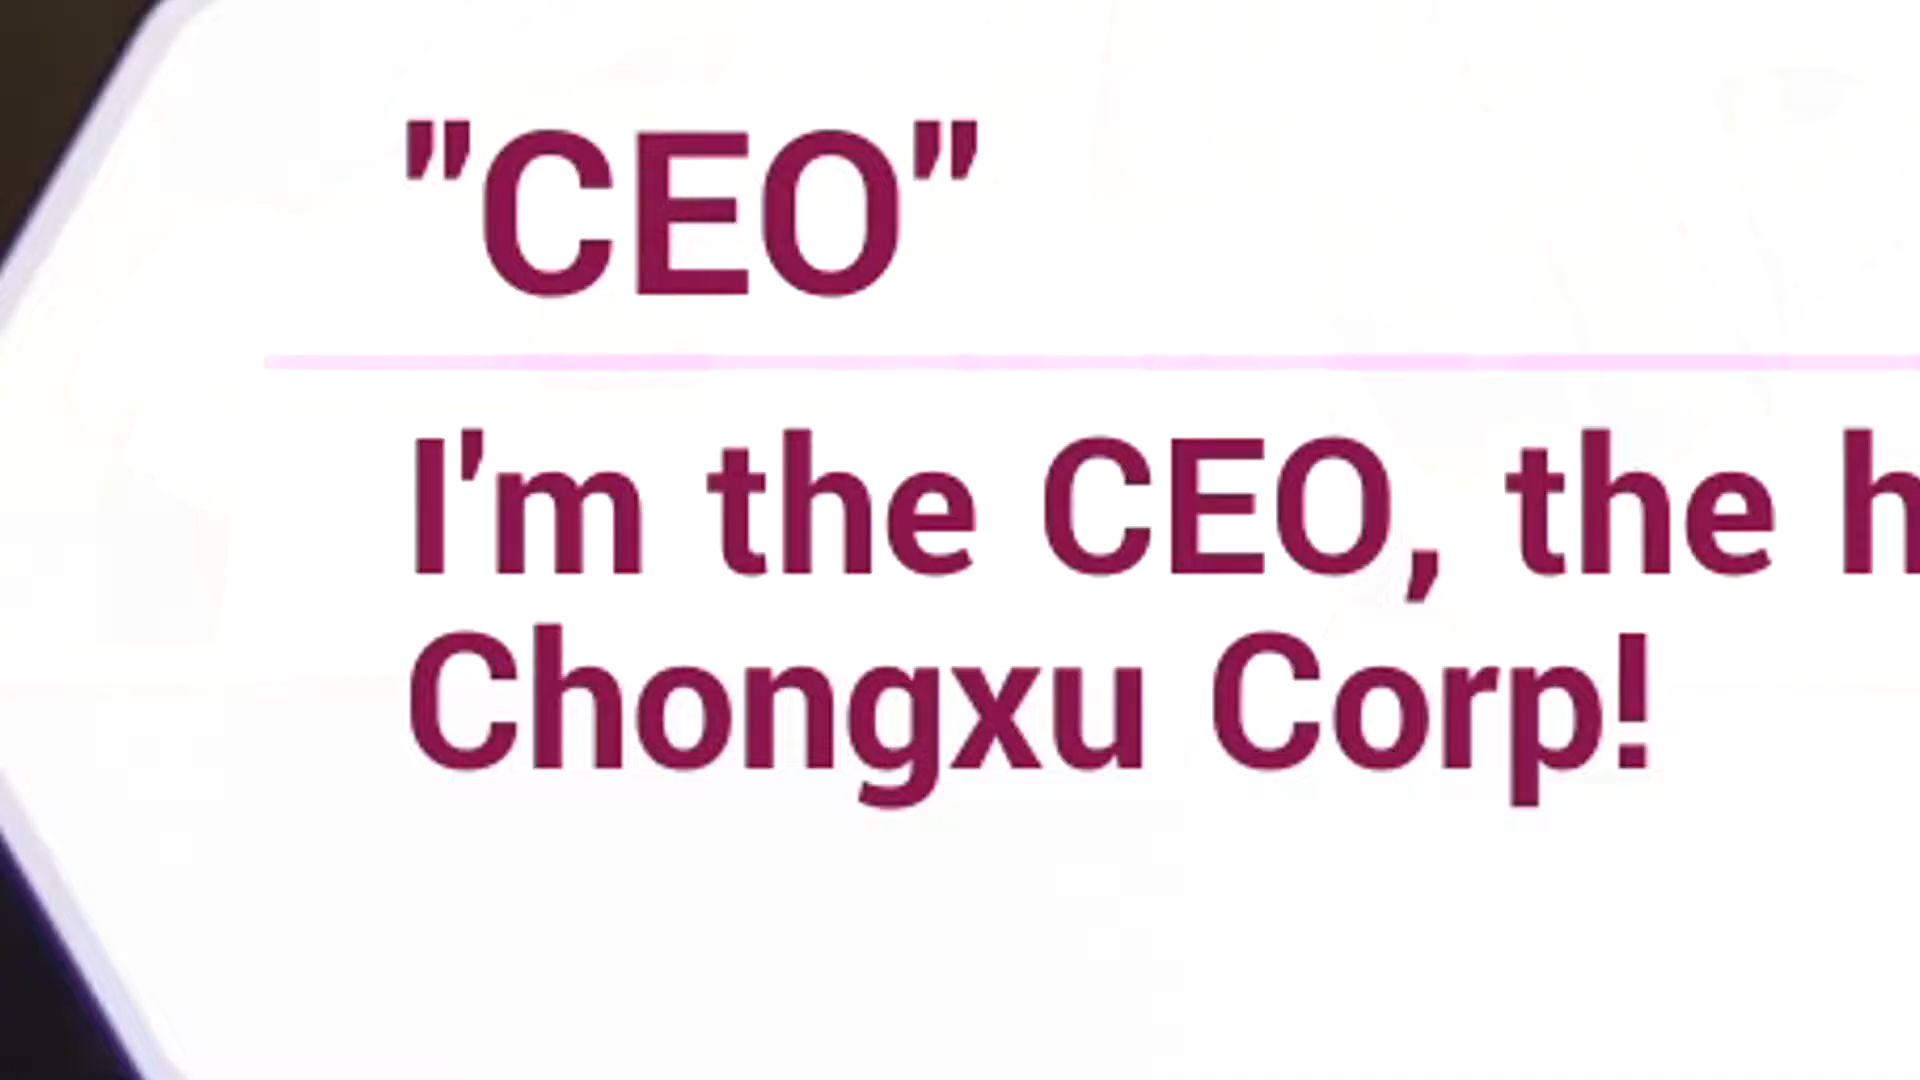 "CEO"
I'm the CEO, the
Chongxu Corp!